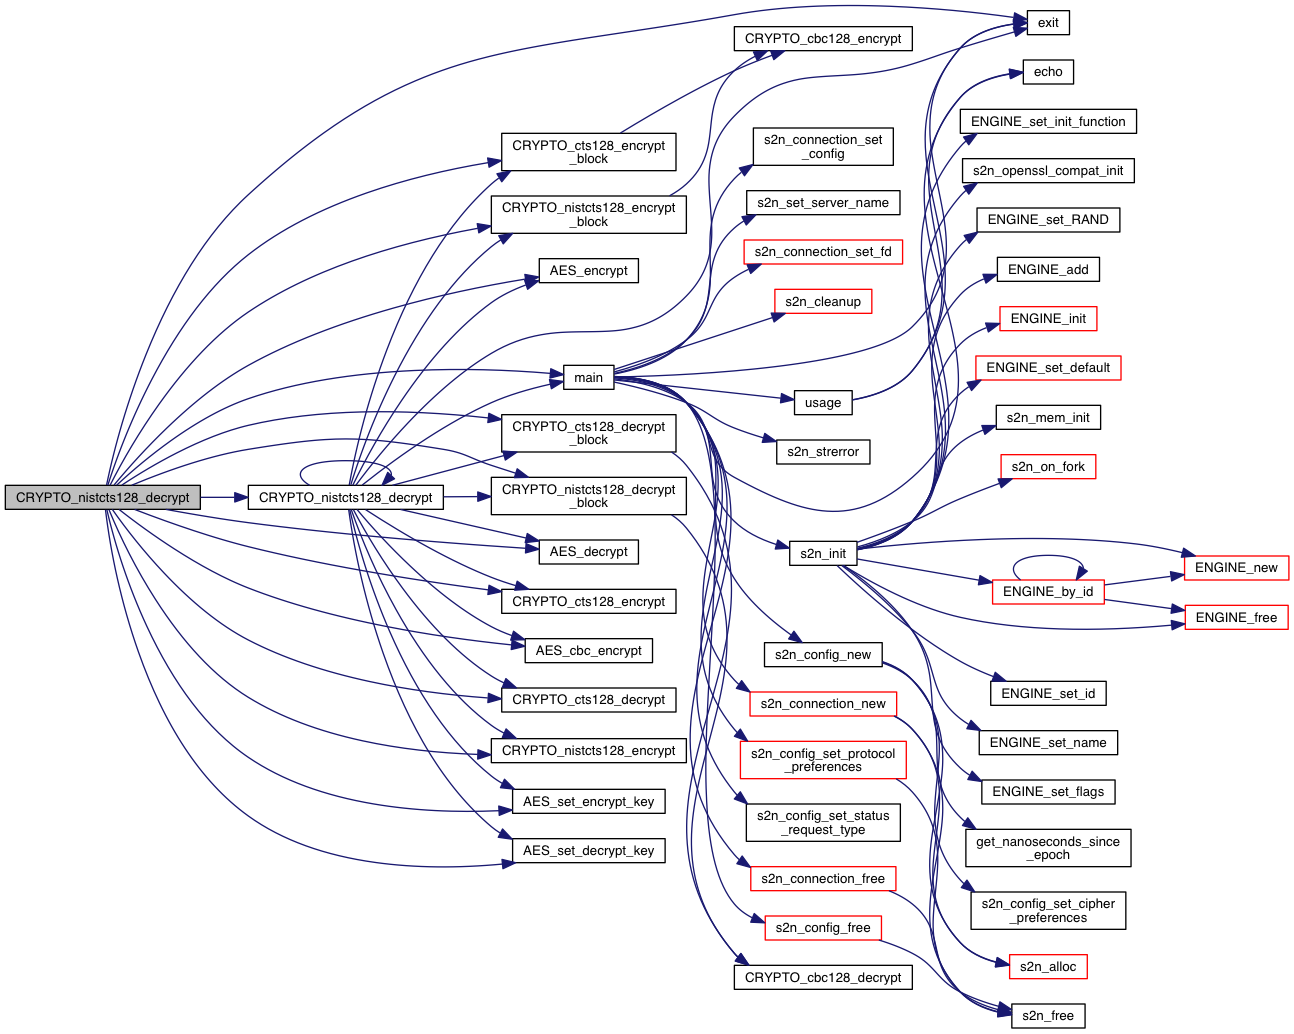 CRYPTO_nistcts128_decrypt
CRYPTO_nistcts128_decrypt
CRYPTO_cts128_encrypt
_block
CRYPTO_nistcts128_encrypt
_block
AES_encrypt
main
CRYPTO_cts128_decrypt
_block
CRYPTO_nistcts128_decrypt
_block
AES_decrypt
CRYPTO_cts128_encrypt
AES_cbc_encrypt
CRYPTO_cts128_decrypt
CRYPTO_nistcts128_encrypt
AES_set_encrypt_key
AES_set_decrypt_key
CRYPTO_cbc128_encrypt
s2n_connection_set
_config
s2n_set_server_name
s2n_connection_set_fd
s2n_cleanup
usage
s2n_strerror
s2n_init
s2n_config_new
s2n_connection_new
s2n_config_set_protocol
_preferences
s2n_config_set_status
_request_type
s2n_connection_free
s2n_config_free
CRYPTO_cbc128_decrypt
exit
echo
ENGINE_set_init_function
s2n_openssl_compat_init
ENGINE_set_RAND
ENGINE_add
ENGINE_init
ENGINE_set_default
s2n_mem_init
s2n_on_fork
ENGINE_by_id
ENGINE_set_id
ENGINE_set_name
ENGINE_set_flags
get_nanoseconds_since
_epoch
s2n_config_set_cipher
_preferences
s2n_alloc
s2n_free
ENGINE_new
ENGINE_free